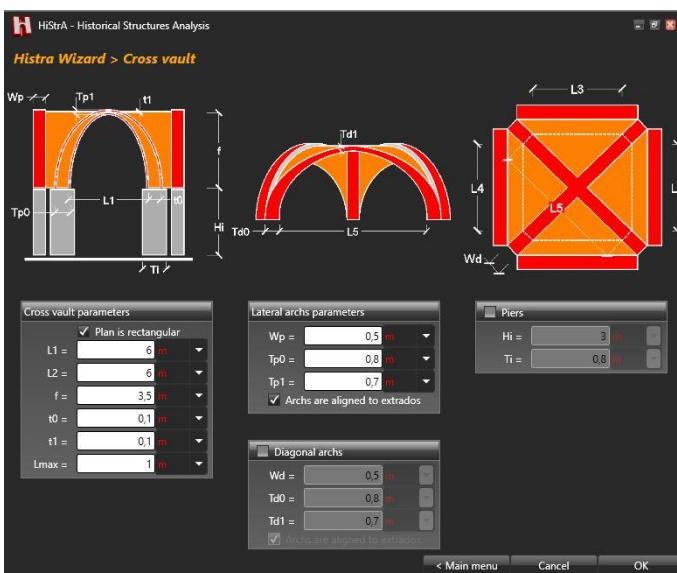 HiStrA - Historical Structures Analysis
Histra Wizard > Cross vault
Wp
Tp1
t1
f
L1
t0
Tp0
Hi
Ti
Td1
Td0
L5
L3
L4
L5
Wd
Cross vault parameters
Plan is rectangular
L1 = 6 m
L2 = 6 m
f = 3,5 m
t0 = 0,1 m
t1 = 0,1 m
Lmax = 1 m
Lateral archs parameters
Wp = 0,5 m
Tp0 = 0,8 m
Tp1 = 0,7 m
Archs are aligned to extrados
Diagonal archs
Wd = 0,5 m
Td0 = 0,8 m
Td1 = 0,7 m
Archs are aligned to extrados
Piers
Hi = 3 m
Ti = 0,8 m
< Main menu Cancel OK